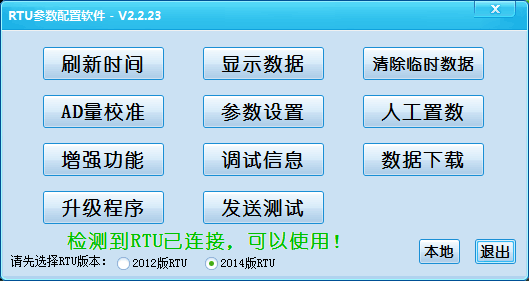 RTU参数配置软件 - V2.2.23
刷新时间 显示数据 清除临时数据
AD量校准 参数设置 人工置数
增强功能 调试信息 数据下载
升级程序 发送测试
检测到RTU已连接，可以使用！
本地 退出
请先选择RTU版本： 2012版RTU 2014版RTU